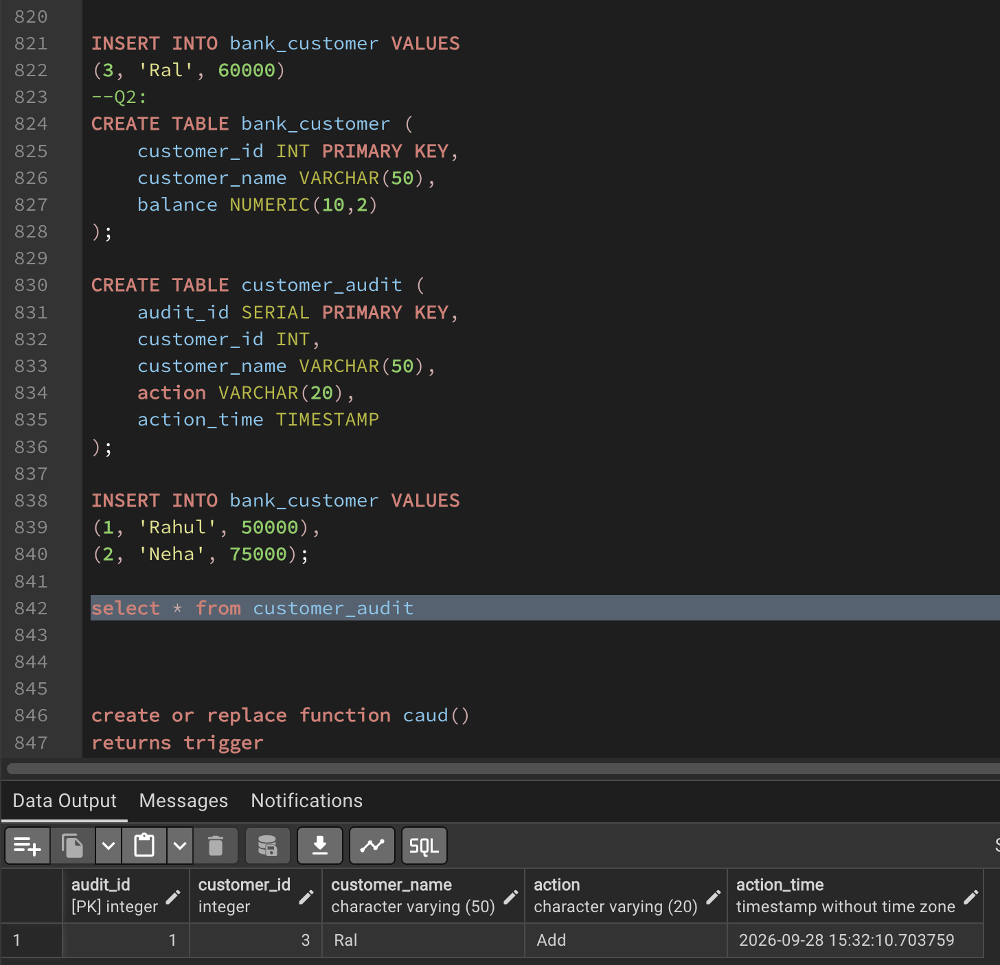 820
821 INSERT INTO bank_customer VALUES
822 (3, 'Ral', 60000)
823 --Q2:
824 CREATE TABLE bank_customer (
825     customer_id INT PRIMARY KEY,
826     customer_name VARCHAR(50),
827     balance NUMERIC(10,2)
828 );
829
830 CREATE TABLE customer_audit (
831     audit_id SERIAL PRIMARY KEY,
832     customer_id INT,
833     customer_name VARCHAR(50),
834     action VARCHAR(20),
835     action_time TIMESTAMP
836 );
837
838 INSERT INTO bank_customer VALUES
839 (1, 'Rahul', 50000),
840 (2, 'Neha', 75000);
841
842 select * from customer_audit
843
844
845
846 create or replace function caud()
847 returns trigger
Data Output Messages Notifications
SQL
audit_id customer_id customer_name action action_time
[PK] integer integer character varying (50) character varying (20) timestamp without time zone
1 1 3 Ral Add 2026-09-28 15:32:10.703759